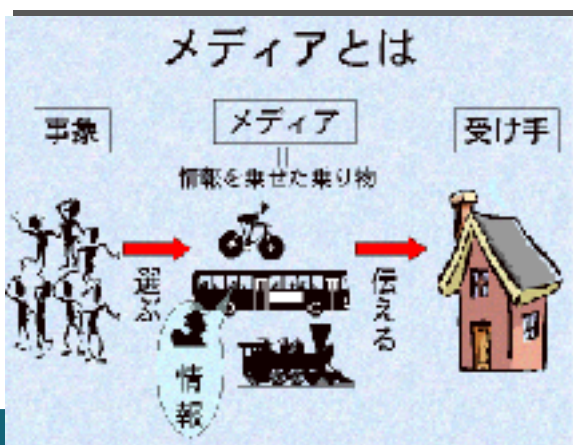 メディアとは
事象
メディア
=
情報を乗せた乗り物
受け手
選ぶ
伝える
情報